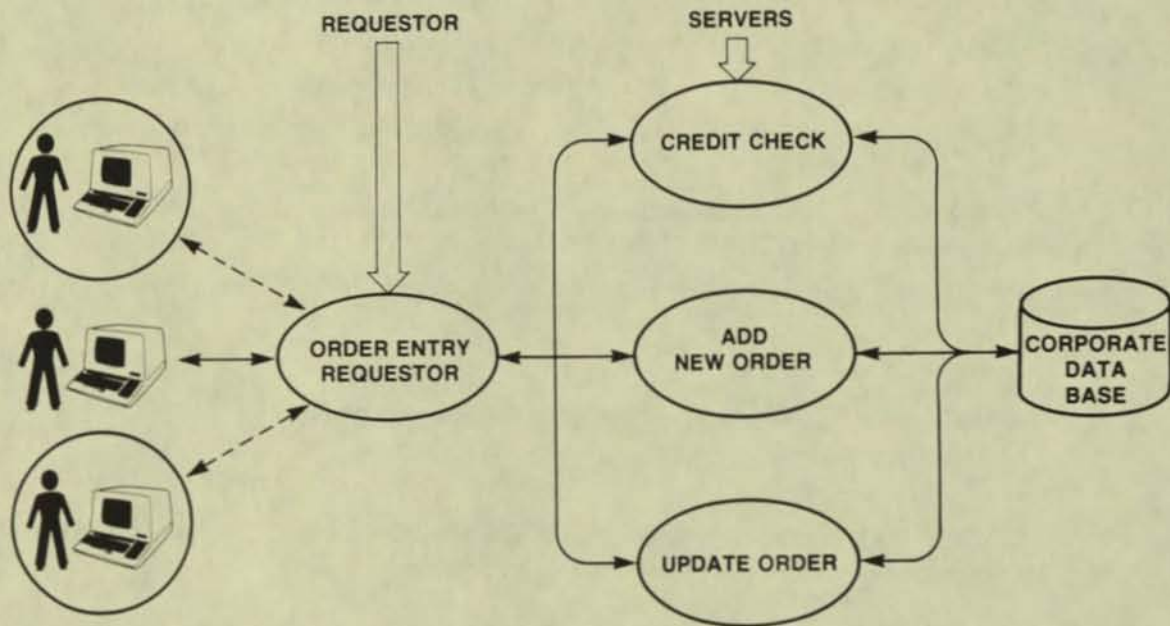 REQUESTOR
SERVERS
CREDIT CHECK
ORDER ENTRY
REQUESTOR
ADD
NEW ORDER
CORPORATE
DATA
BASE
UPDATE ORDER